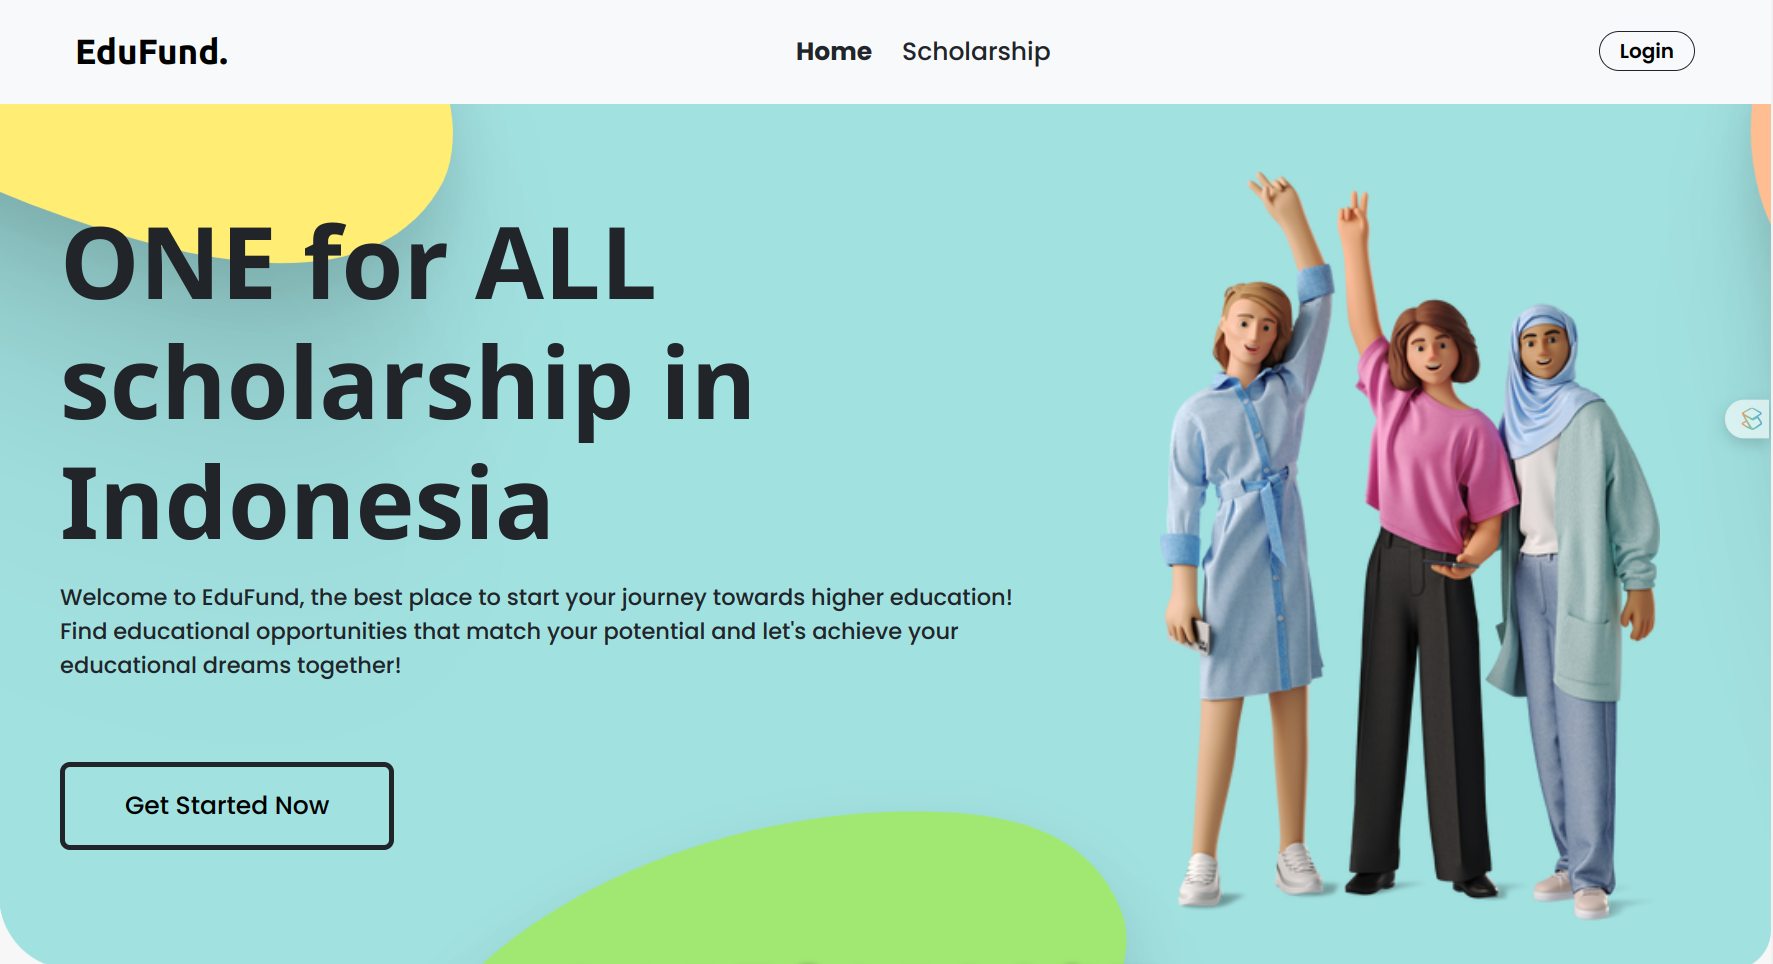 EduFund.
Home
Scholarship
Login
ONE for ALL
scholarship in
Indonesia
Welcome to EduFund, the best place to start your journey towards higher education!
Find educational opportunities that match your potential and let's achieve your
educational dreams together!
Get Started Now